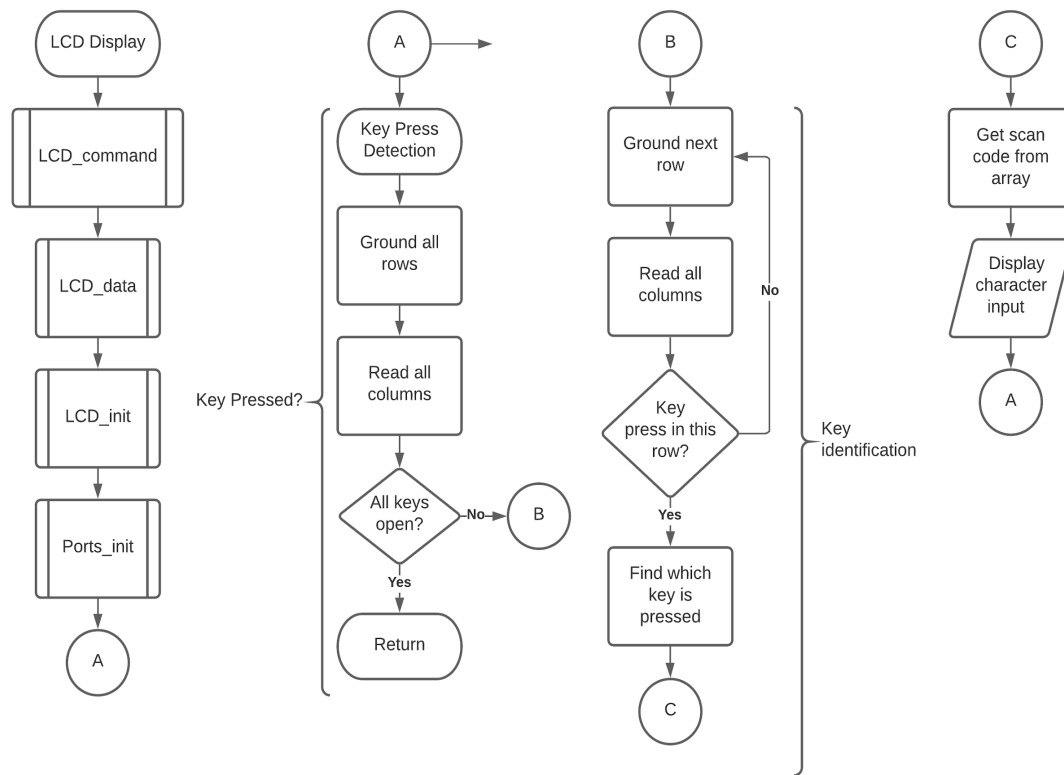 LCD Display
LCD_command
LCD_data
LCD_init
Ports_init
A
A
Key Press
Detection
Ground all
rows
Read all
columns
Key Pressed?
All keys
open?
No
B
Yes
Return
B
Ground next
row
Read all
columns
No
Key
press in this
row?
Yes
Find which
key is
pressed
C
Key
identification
C
Get scan
code from
array
Display
character
input
A